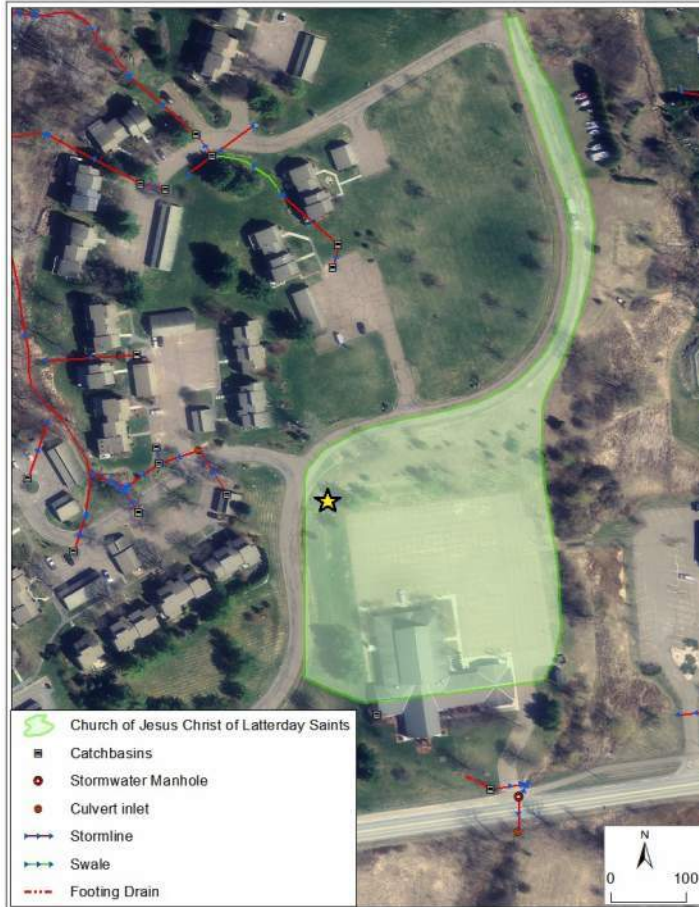 Church of Jesus Christ of Latterday Saints
Catchbasins
Stormwater Manhole
Culvert inlet
Stormline
Swale
Footing Drain
N
0 100